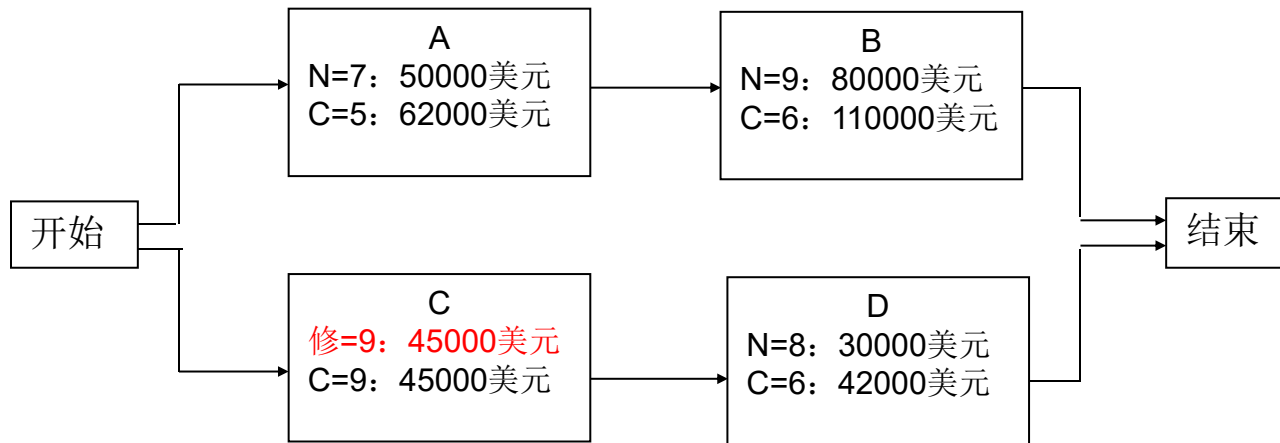 A
N=7：50000美元
C=5：62000美元
B
N=9：80000美元
C=6：110000美元
开始
结束
C
修=9：45000美元
C=9：45000美元
D
N=8：30000美元
C=6：42000美元